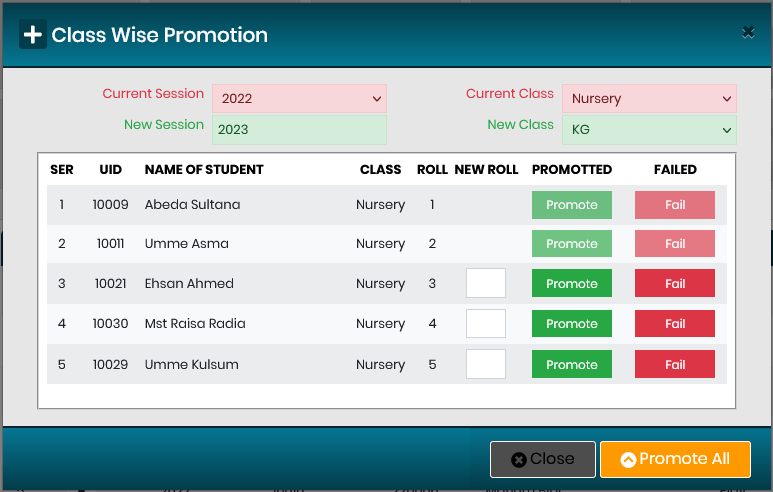 Class Wise Promotion
Current Session 2022 Current Class Nursery
New Session 2023 New Class KG
SER UID NAME OF STUDENT CLASS ROLL NEW ROLL PROMOTTED FAILED
1 10009 Abeda Sultana Nursery 1 Promote Fail
2 10011 Umme Asma Nursery 2 Promote Fail
3 10021 Ehsan Ahmed Nursery 3 Promote Fail
4 10030 Mst Raisa Radia Nursery 4 Promote Fail
5 10029 Umme Kulsum Nursery 5 Promote Fail
Close Promote All